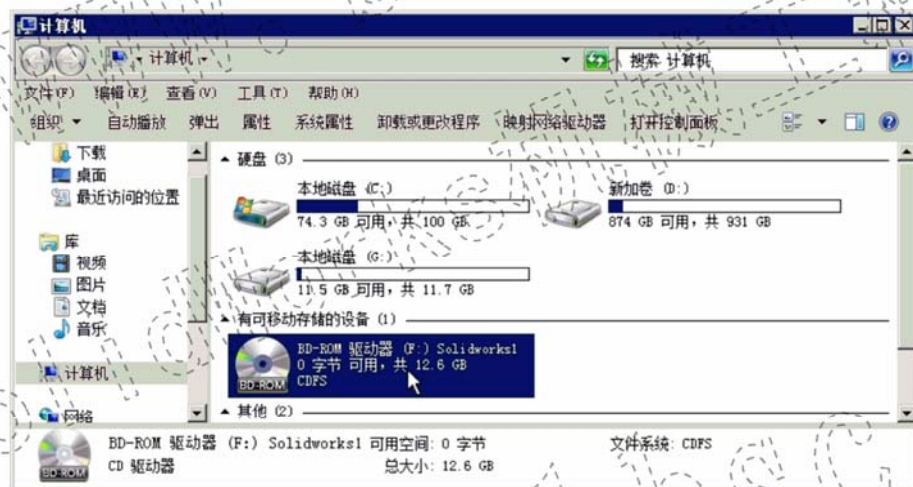 计算机
计算机
搜索 计算机
文件(F) 编辑(E) 查看(V) 工具(T) 帮助(H)
组织 自动播放 弹出 属性 系统属性 卸载或更改程序 映射网络驱动器 打开控制面板
下载
桌面
最近访问的位置
库
视频
图片
文档
音乐
计算机
网络
硬盘 (3)
本地磁盘 (C:)
74.3 GB 可用，共 100 GB
新加卷 (D:)
874 GB 可用，共 931 GB
本地磁盘 (G:)
11.5 GB 可用，共 11.7 GB
有可移动存储的设备 (1)
BD-ROM 驱动器 (F:) Solidworks1
0 字节 可用，共 12.6 GB
CDFS
BD-ROM
其他 (2)
BD-ROM 驱动器 (F:) Solidworks1 可用空间: 0 字节 文件系统: CDFS
CD 驱动器 总大小: 12.6 GB
BD-ROM